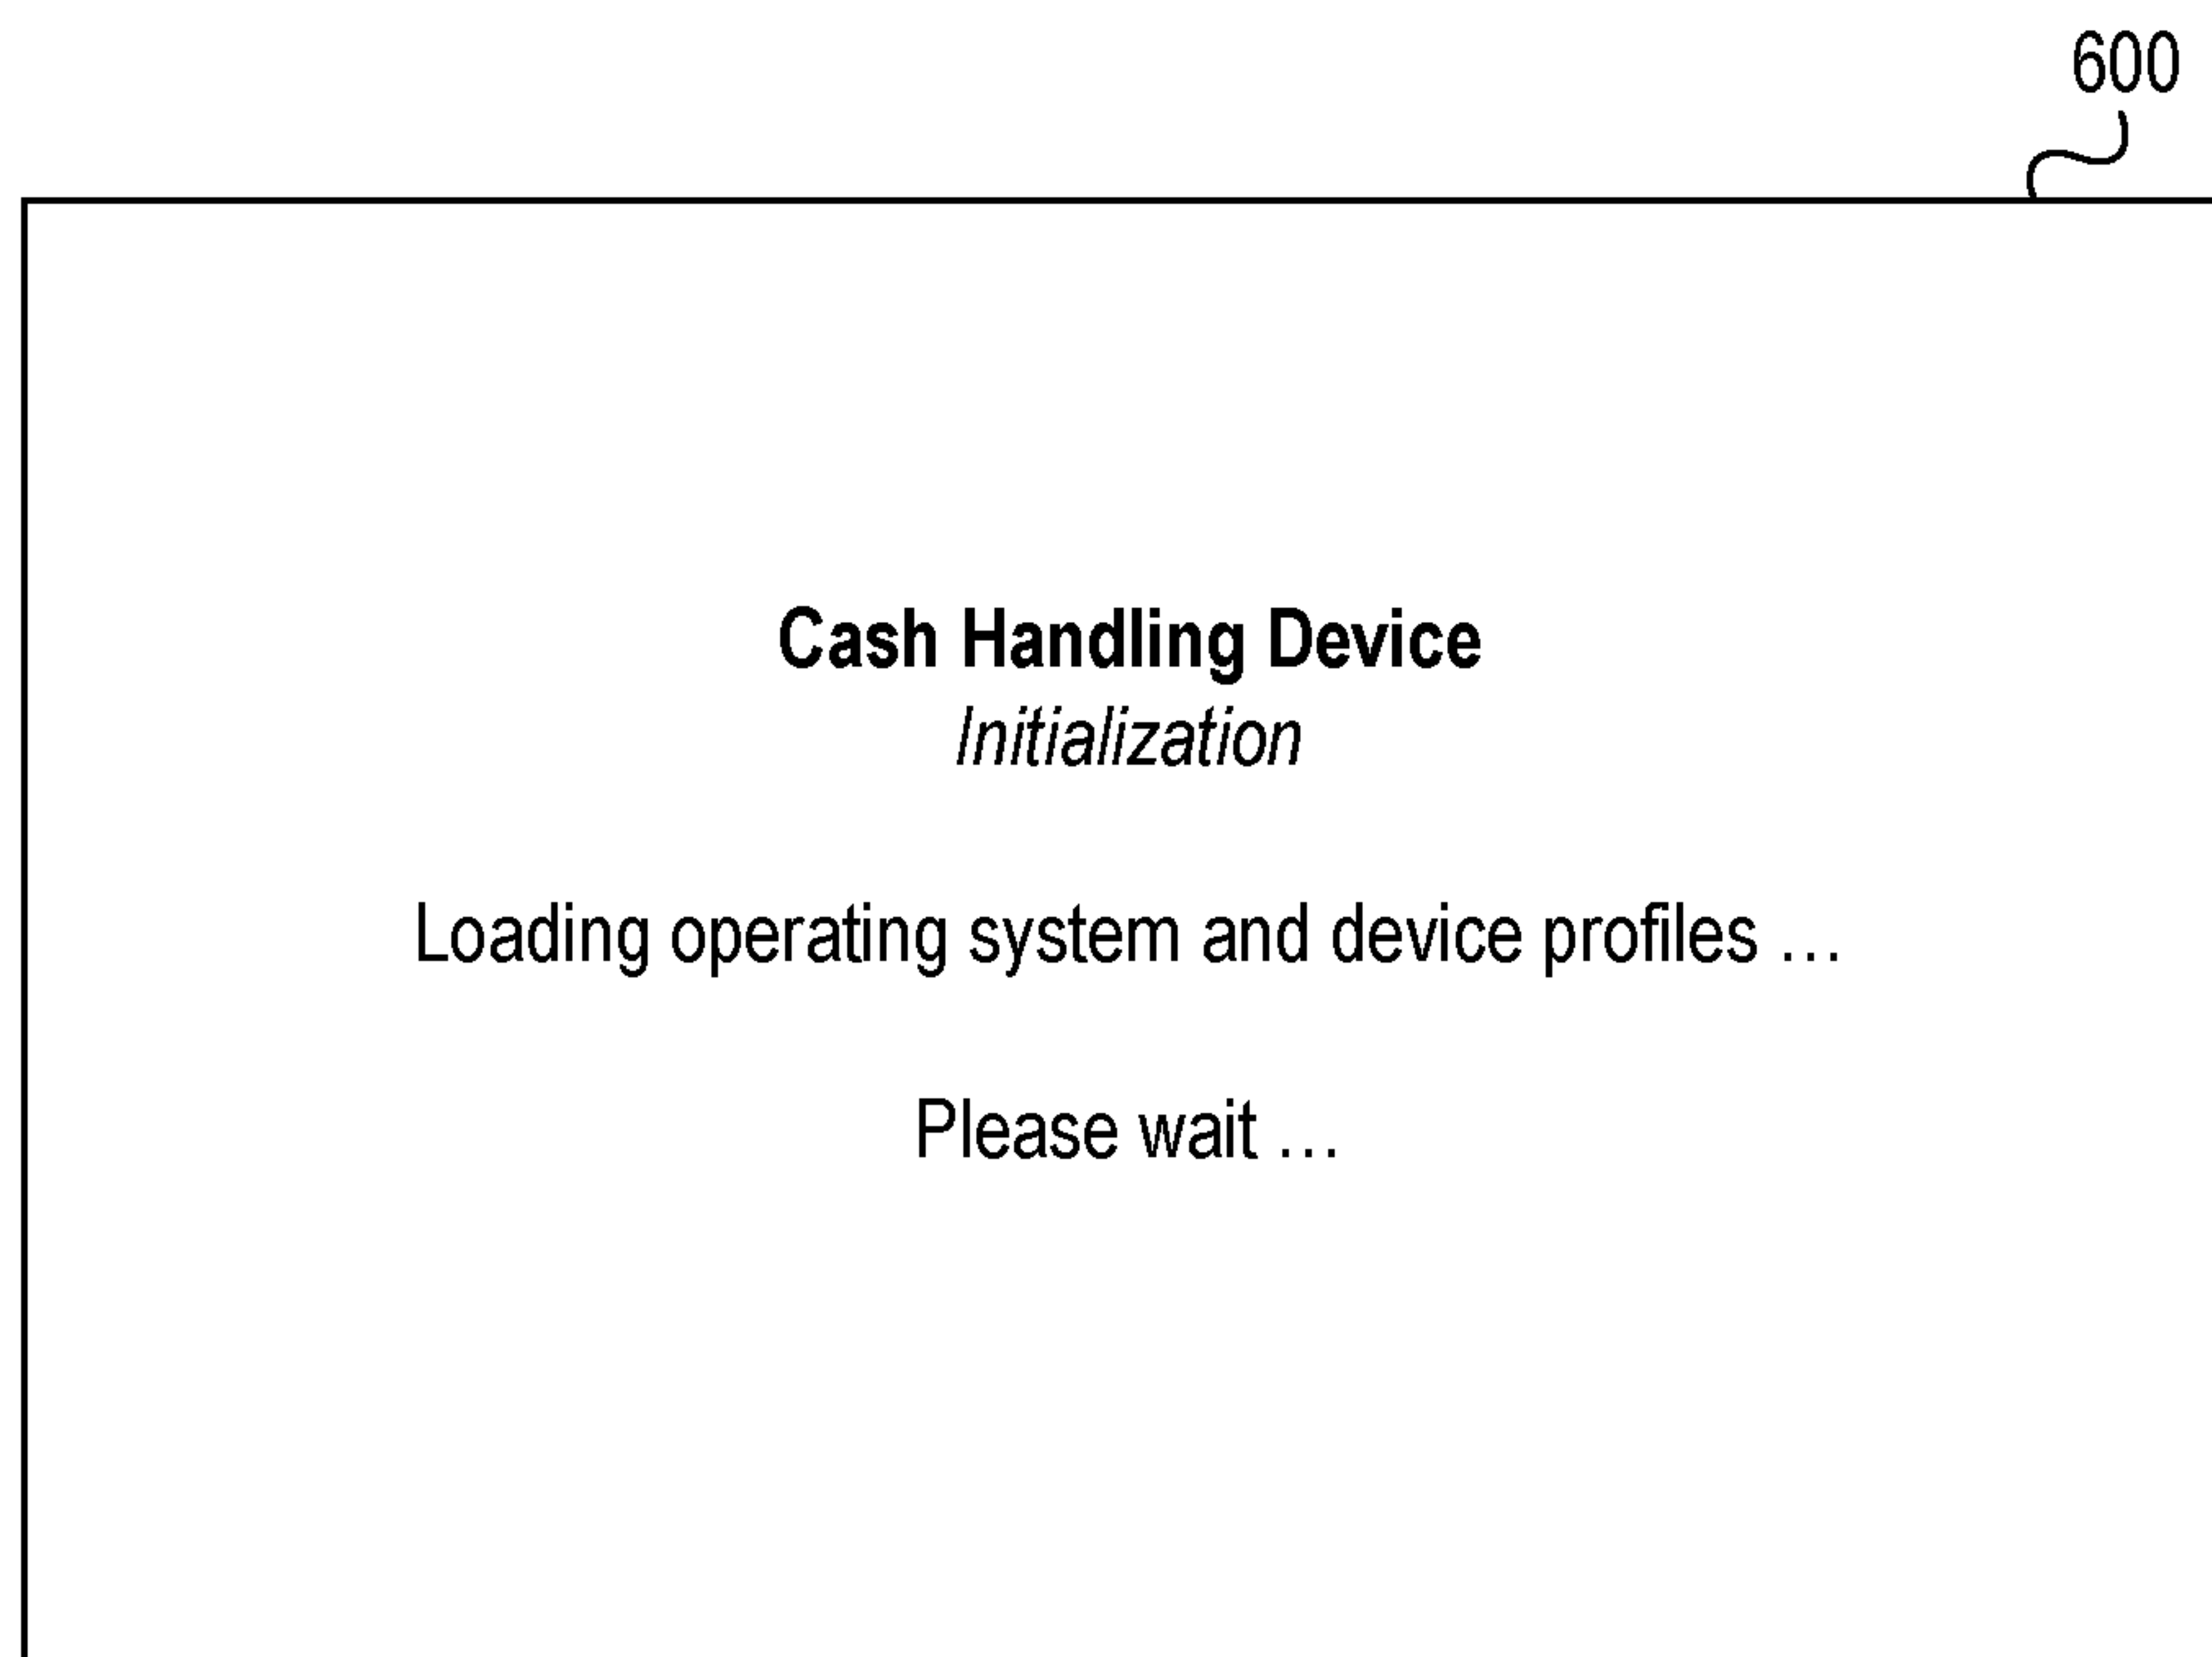 600
Cash Handling Device
Initialization
Loading operating system and device profiles ...
Please wait ...